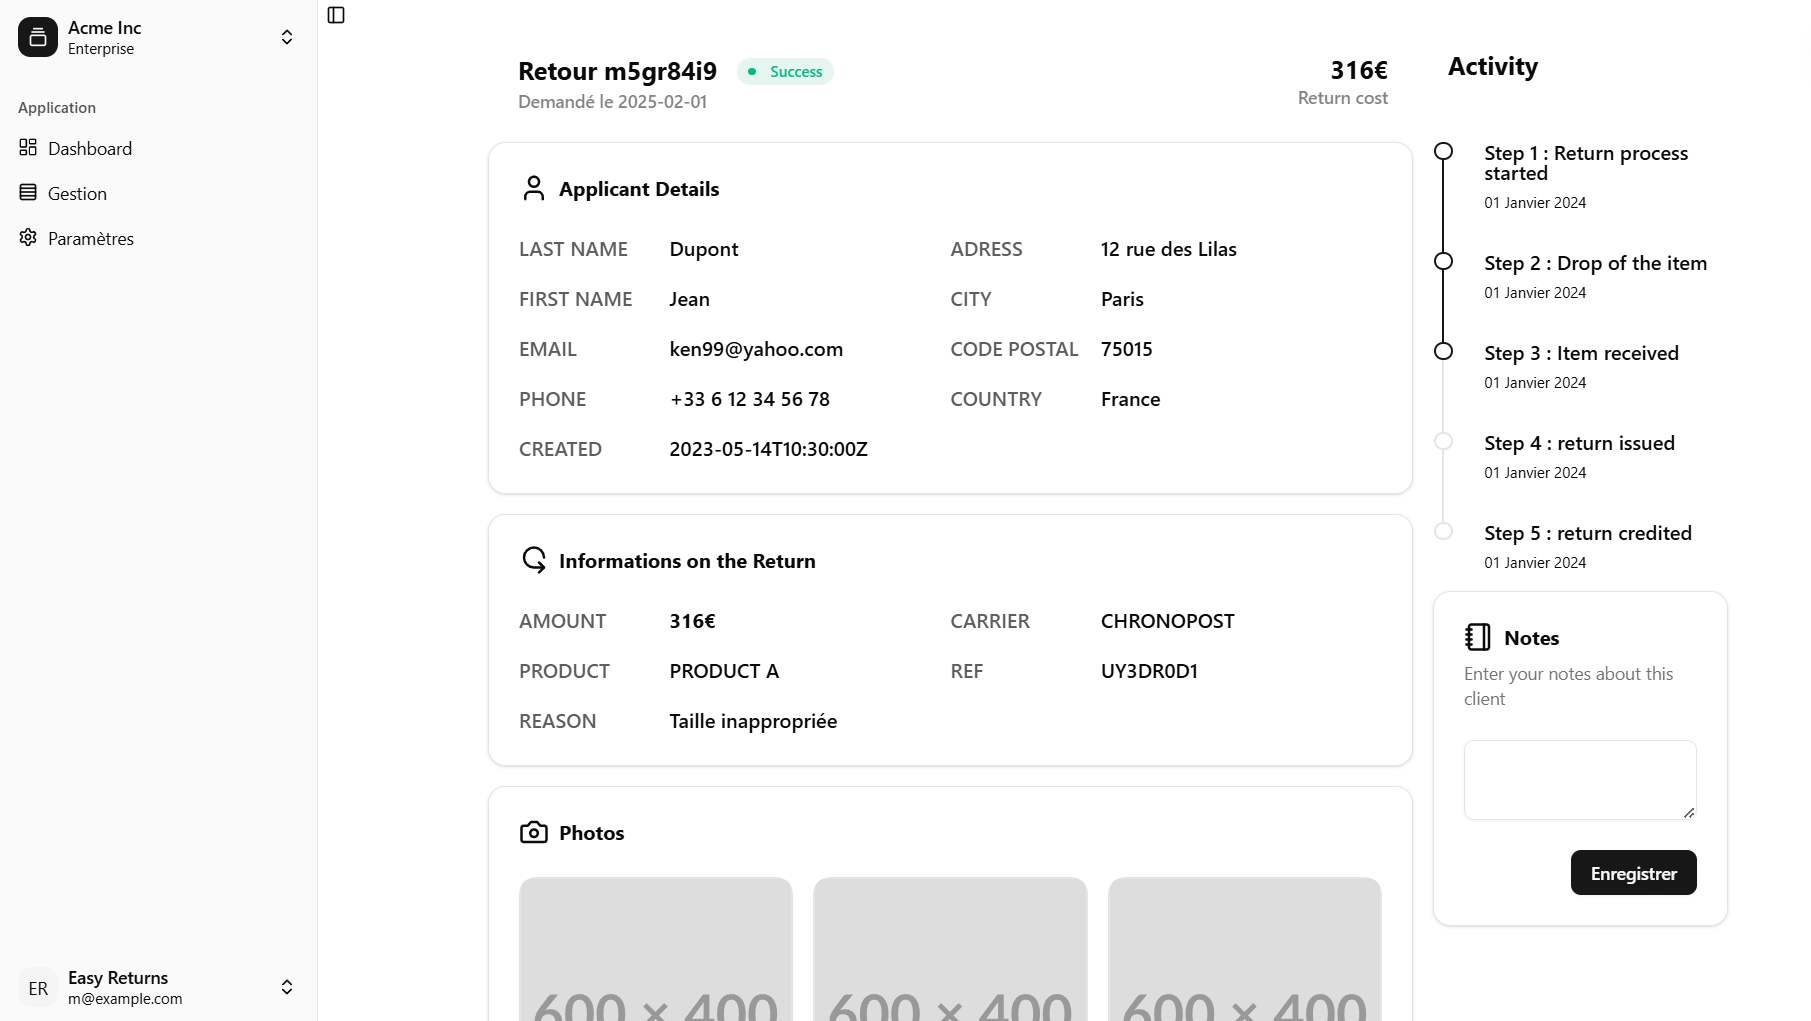 Acme Inc
Enterprise
Application
Dashboard
Gestion
Paramètres
Easy Returns
ER
m@example.com
Retour m5gr84i9
Success
Demandé le 2025-02-01
316€
Return cost
Applicant Details
LAST NAME Dupont
ADRESS 12 rue des Lilas
FIRST NAME Jean
CITY Paris
EMAIL ken99@yahoo.com
CODE POSTAL 75015
PHONE +33 6 12 34 56 78
COUNTRY France
CREATED 2023-05-14T10:30:00Z
Informations on the Return
AMOUNT 316€
CARRIER CHRONOPOST
PRODUCT PRODUCT A
REF UY3DR0D1
REASON Taille inappropriée
Photos
600 × 400
600 × 400
600 × 400
Activity
Step 1 : Return process
started
01 Janvier 2024
Step 2 : Drop of the item
01 Janvier 2024
Step 3 : Item received
01 Janvier 2024
Step 4 : return issued
01 Janvier 2024
Step 5 : return credited
01 Janvier 2024
Notes
Enter your notes about this
client
Enregistrer